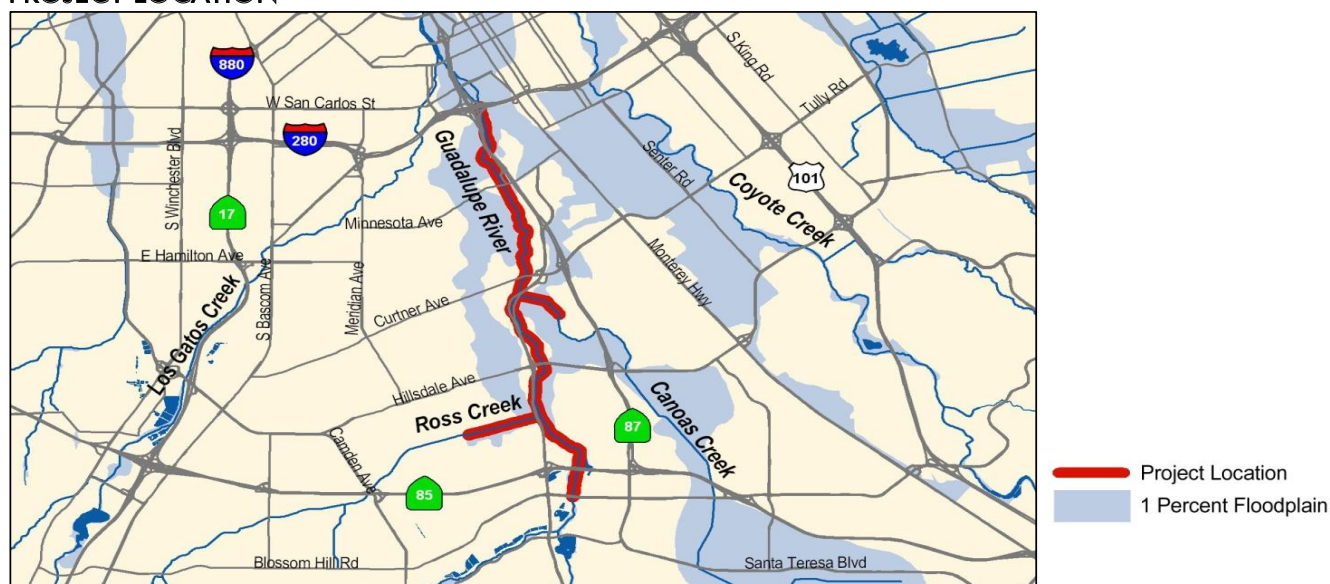 PROJECT LOCATION
880
S King Rd
Tully Rd
W San Carlos St
280
S Winchester Blvd
Guadalupe River
Senter Rd
Coyote Creek
101
17
Minnesota Ave
E Hamilton Ave
S Bascom Ave
Meridian Ave
Monterey Hwy
Los Gatos Creek
Curtner Ave
Hillsdale Ave
Ross Creek
Canoas Creek
87
Camden Ave
85
Blossom Hill Rd
Santa Teresa Blvd
Project Location
1 Percent Floodplain